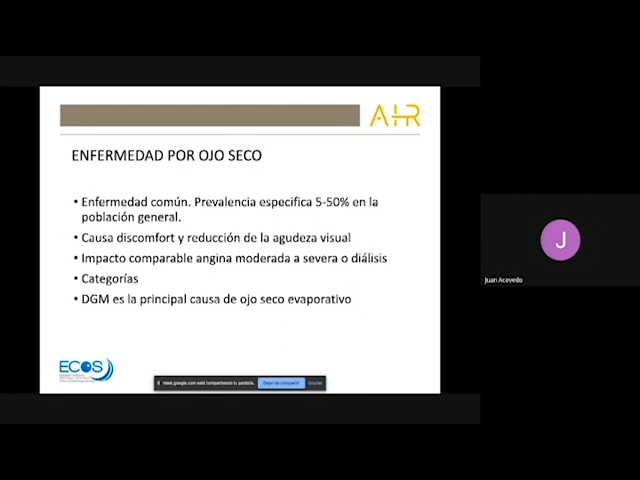 AHR
ENFERMEDAD POR OJO SECO
• Enfermedad común. Prevalencia especifica 5-50% en la
población general.
• Causa discomfort y reducción de la agudeza visual
• Impacto comparable angina moderada a severa o diálisis
• Categorías
• DGM es la principal causa de ojo seco evaporativo
J
Juan Acevedo
ECOS
meet.google.com está compartiendo tu pantalla.
Dejar de compartir
Ocultar